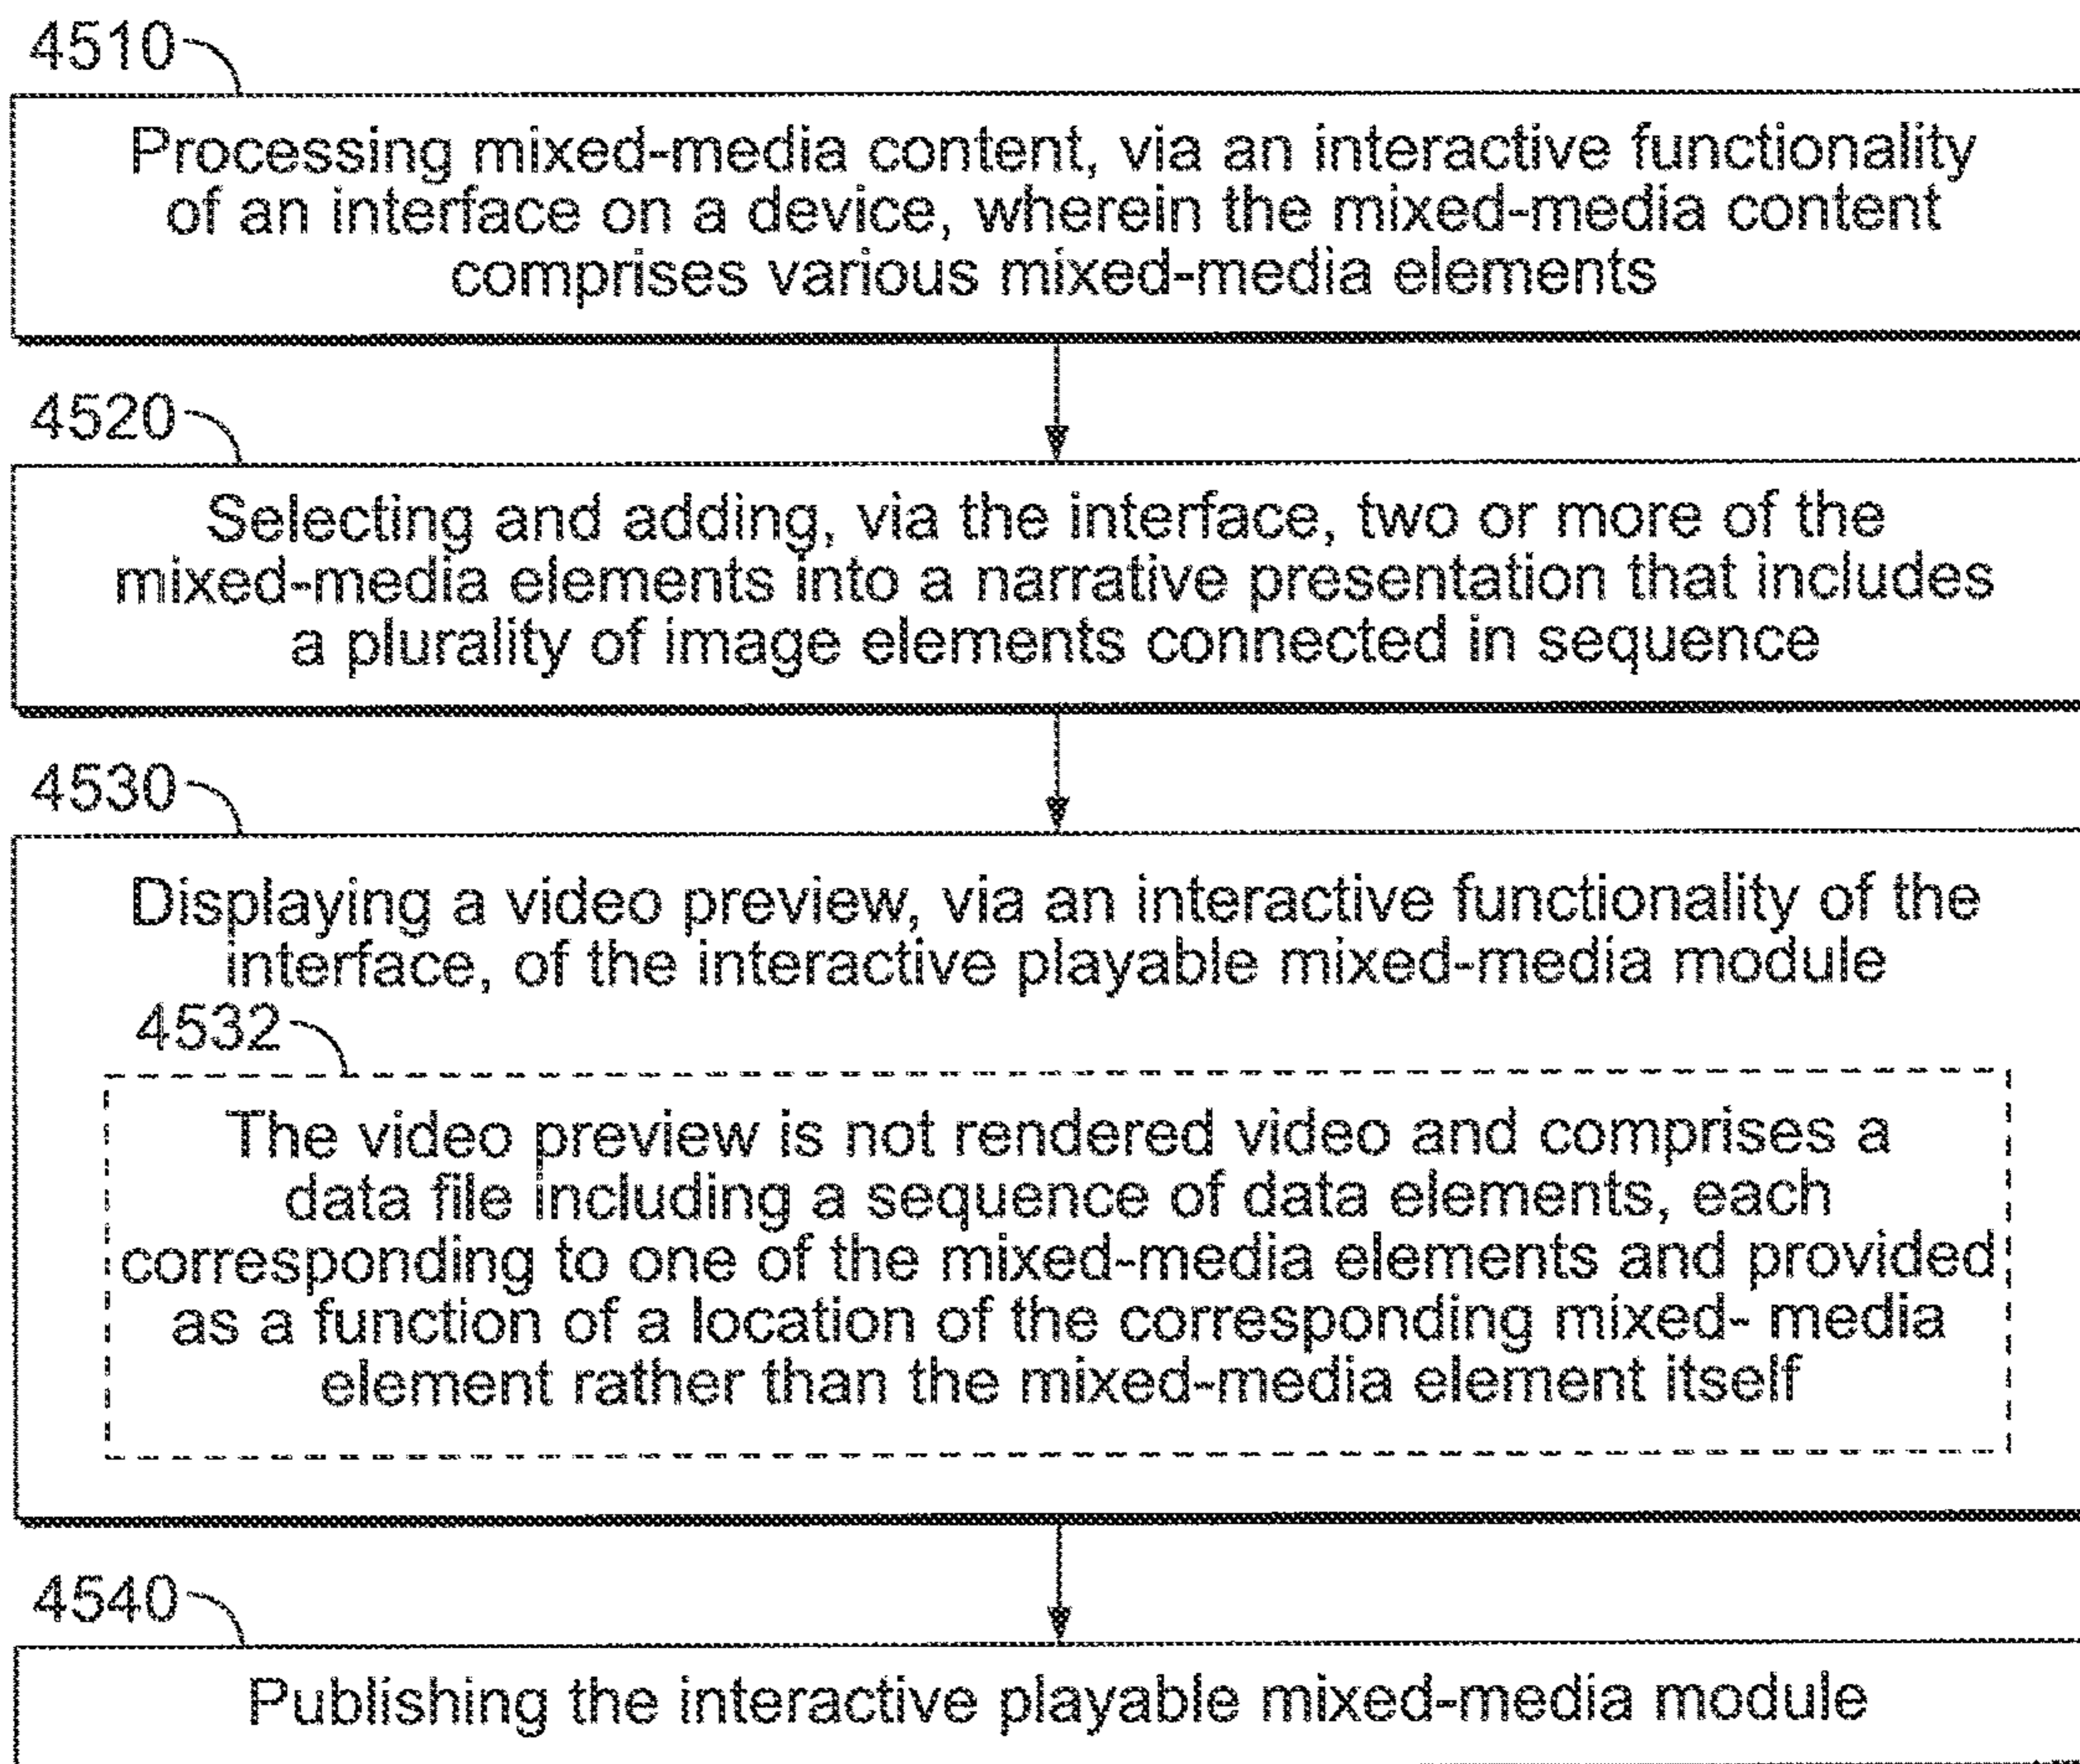 4510
Processing mixed-media content, via an interactive functionality
of an interface on a device, wherein the mixed-media content
comprises various mixed-media elements
4520
Selecting and adding, via the interface, two or more of the
mixed-media elements into a narrative presentation that includes
a plurality of image elements connected in sequence
4530
Displaying a video preview, via an interactive functionality of the
interface, of the interactive playable mixed-media module
4532
The video preview is not rendered video and comprises a
data file including a sequence of data elements, each
corresponding to one of the mixed-media elements and provided
as a function of a location of the corresponding mixed- media
element rather than the mixed-media element itself
4540
Publishing the interactive playable mixed-media module